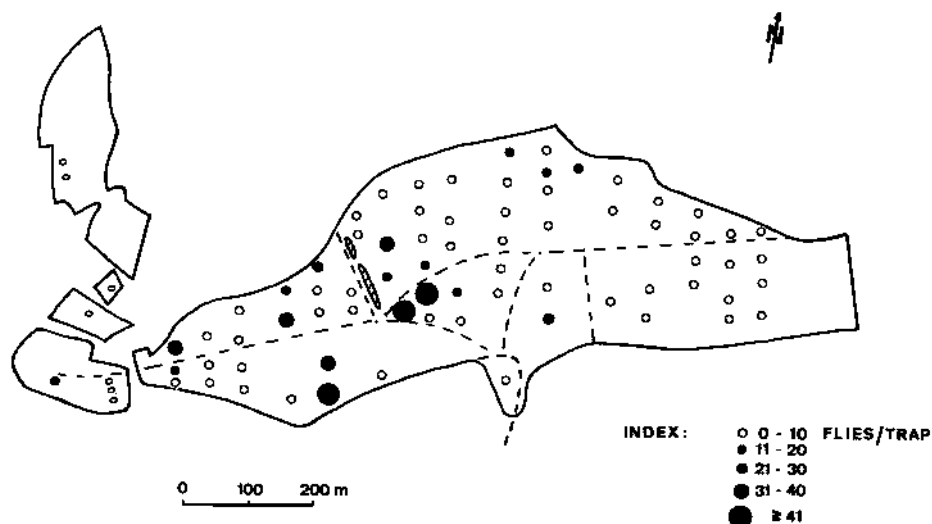 N
INDEX: 0 - 10 FLIES/TRAP
11 - 20
21 - 30
31 - 40
≥ 41
0 100 200 m